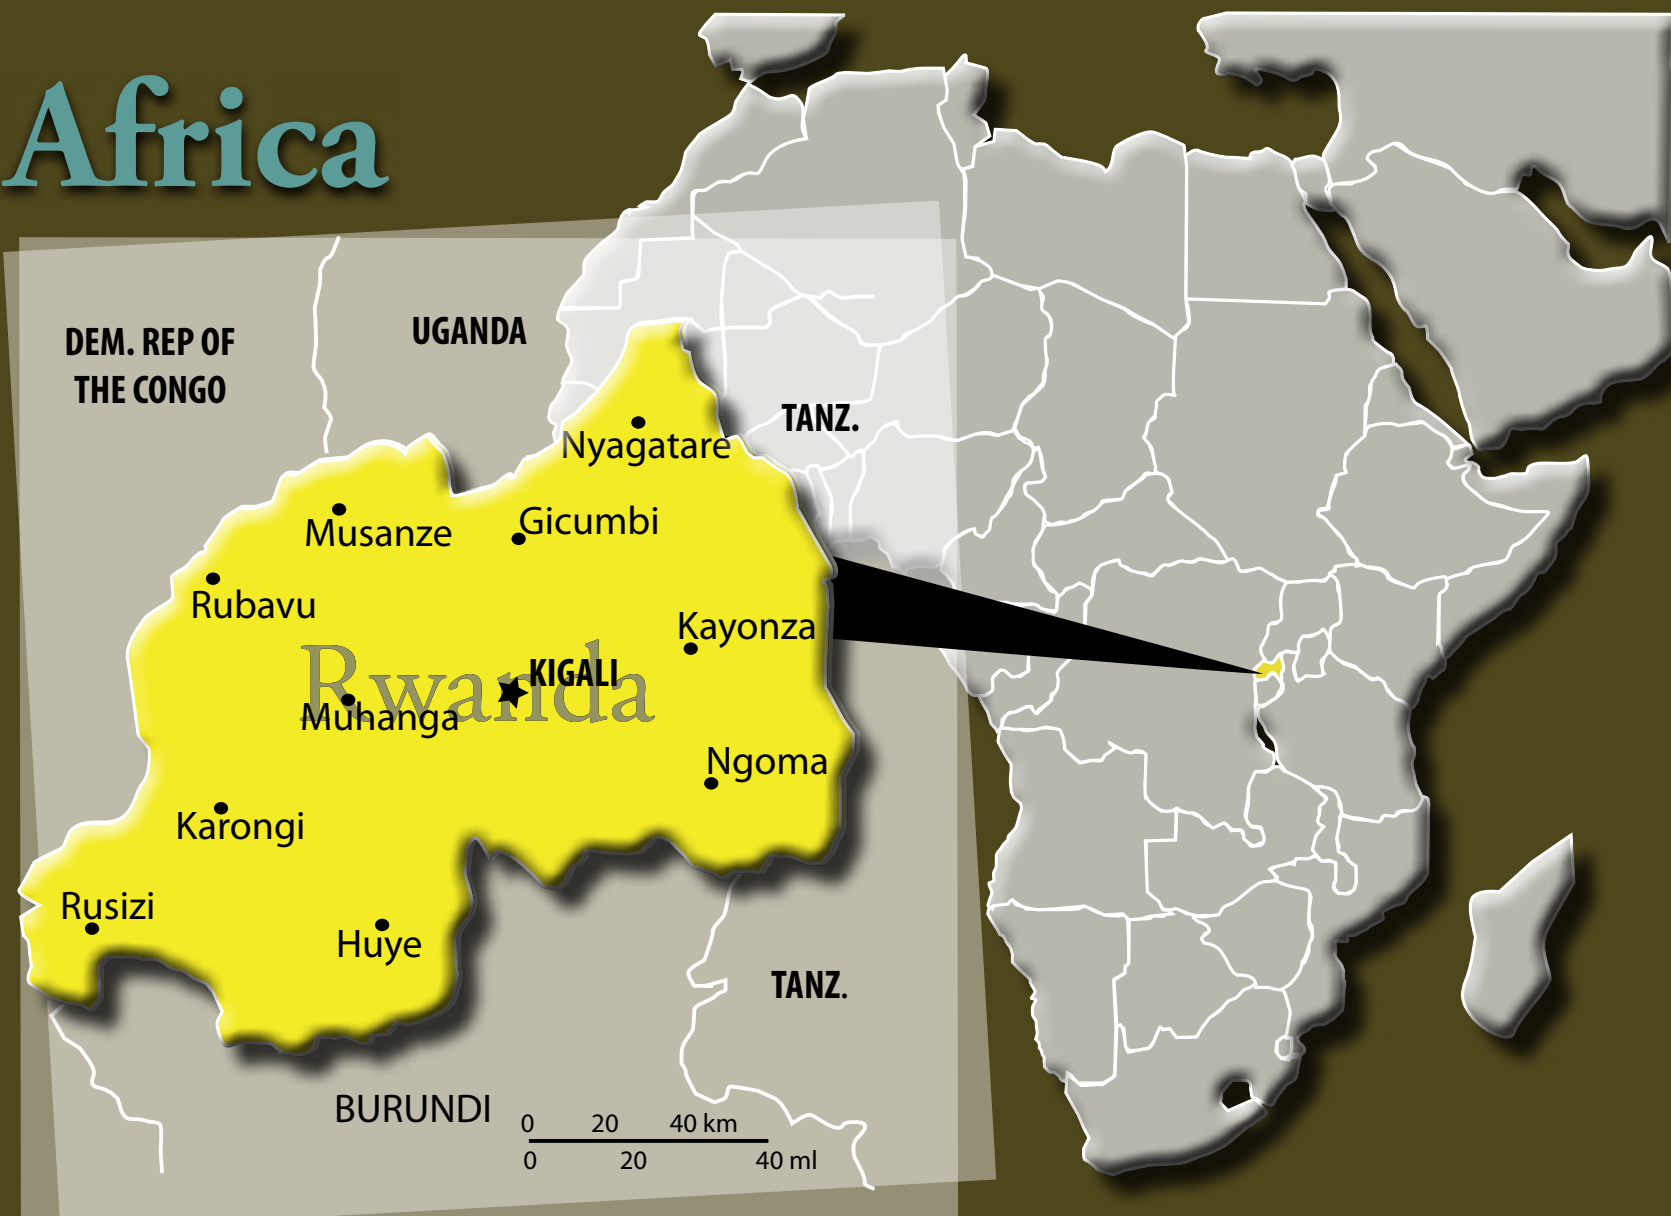 Africa
DEM. REP OF
THE CONGO
UGANDA
TANZ.
Nyagatare
Musanze
Gicumbi
Rubavu
Kayonza
Rwanda
KIGALI
Muhanga
Ngoma
Karongi
Rusizi
Huye
TANZ.
BURUNDI
0 20 40 km
0 20 40 ml